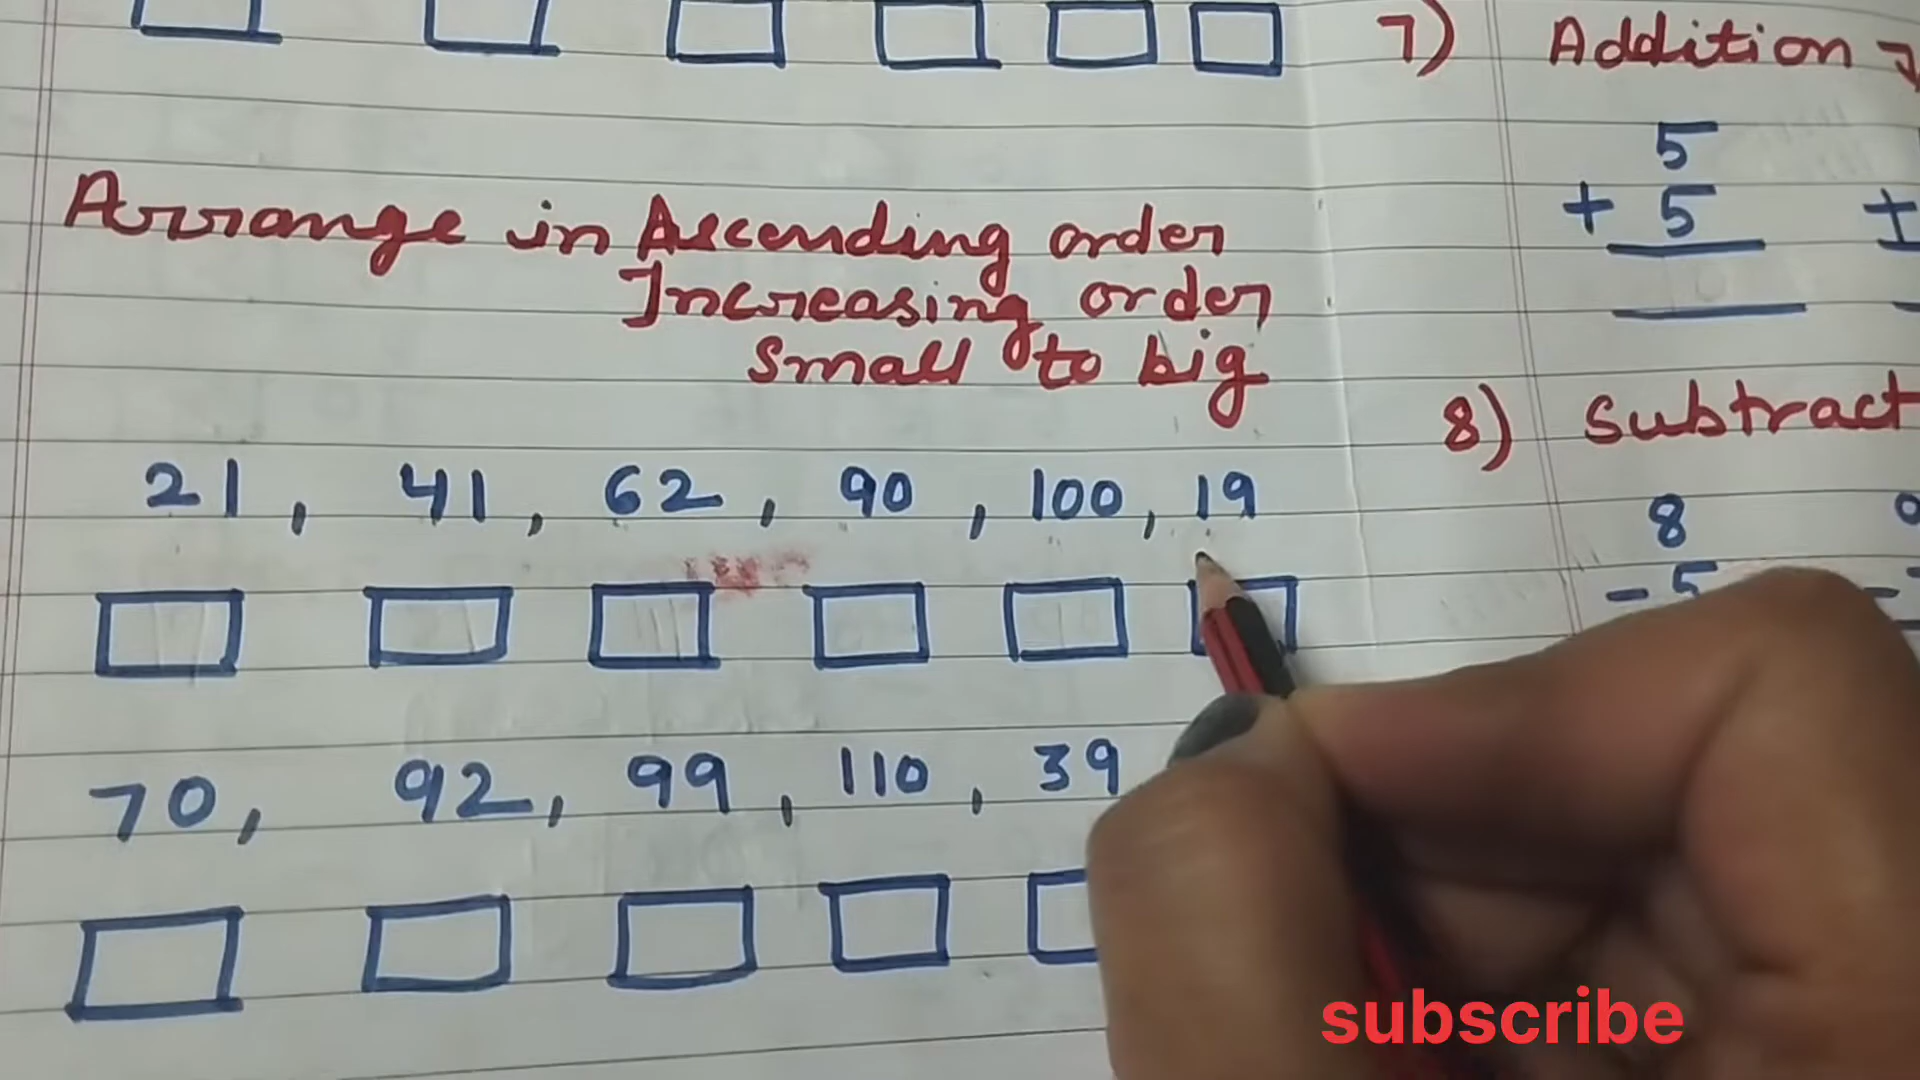 Arrange in Ascending order
Increasing order
Small to big
21, 41, 62, 90, 100, 19
70, 92, 99, 110, 39
7) Addition
5
+ 5
8) Subtract
8
- 5
subscribe